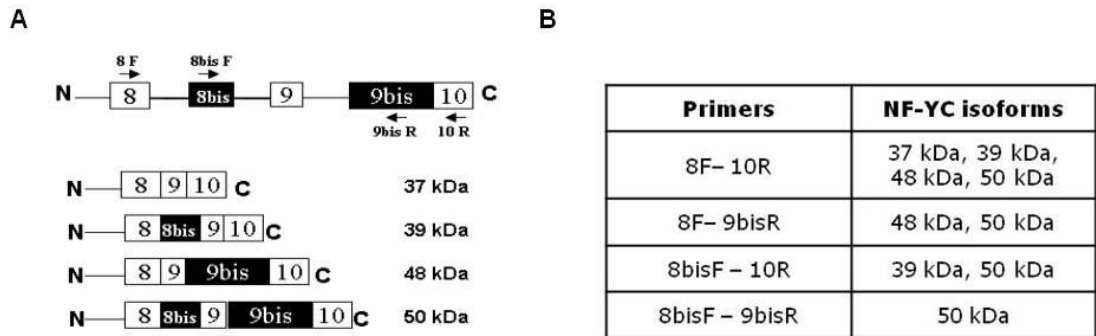 A
8 F 8bis F
N 8 8bis 9 9bis 10 C
9bis R 10 R
N 8 9 10 C 37 kDa
N 8 8bis 9 10 C 39 kDa
N 8 9 9bis 10 C 48 kDa
N 8 8bis 9 9bis 10 C 50 kDa
B
Primers NF-YC isoforms
8F– 10R 37 kDa, 39 kDa,
48 kDa, 50 kDa
8F– 9bisR 48 kDa, 50 kDa
8bisF – 10R 39 kDa, 50 kDa
8bisF – 9bisR 50 kDa